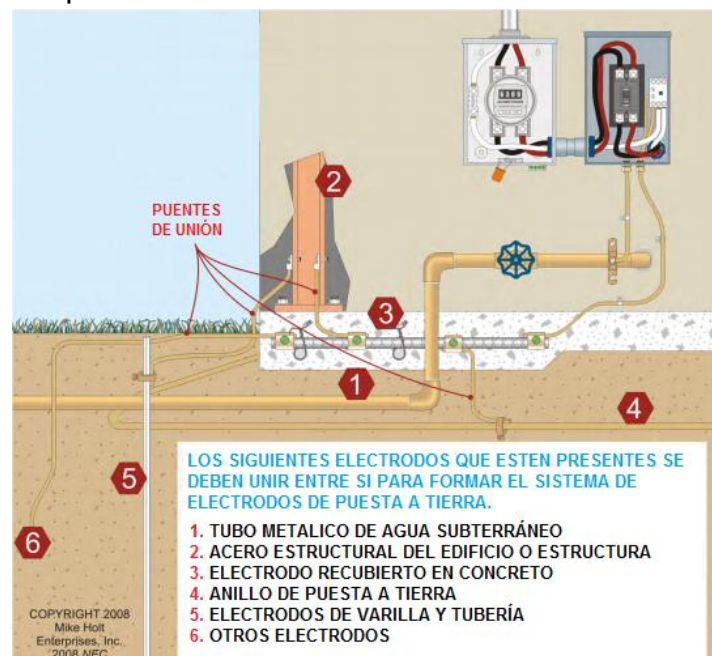 PUENTES
DE UNIÓN
2
3
1
4
5
6
LOS SIGUIENTES ELECTRODOS QUE ESTEN PRESENTES SE
DEBEN UNIR ENTRE SI PARA FORMAR EL SISTEMA DE
ELECTRODOS DE PUESTA A TIERRA.
1. TUBO METALICO DE AGUA SUBTERRÁNEO
2. ACERO ESTRUCTURAL DEL EDIFICIO O ESTRUCTURA
3. ELECTRODO RECUBIERTO EN CONCRETO
4. ANILLO DE PUESTA A TIERRA
5. ELECTRODOS DE VARILLA Y TUBERÍA
6. OTROS ELECTRODOS
COPYRIGHT 2008
Mike Holt
Enterprises, Inc.
2008 NEC